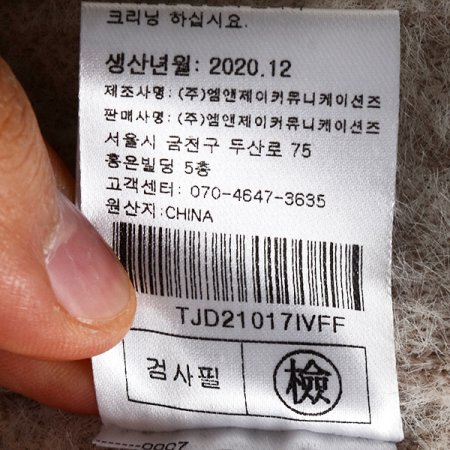 크리닝 하십시요.
생산년월: 2020.12
제조사명: (주)엠앤제이커뮤니케이션즈
판매사명: (주)엠앤제이커뮤니케이션즈
서울시 금천구 두산로 75
홍은빌딩 5층
고객센터: 070-4647-3635
원산지:CHINA
TJD21017IVFF
검사필 檢